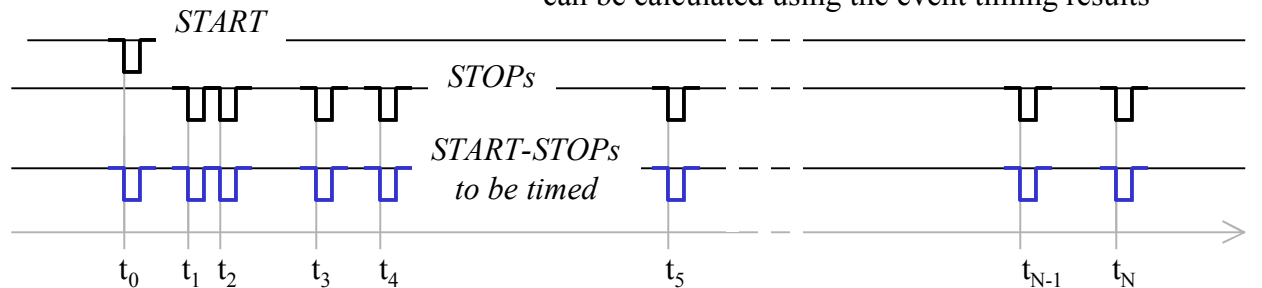 can be calculated using the event timing results
START
STOPs
START-STOPs
to be timed
t0 t1 t2 t3 t4 t5 tN-1 tN